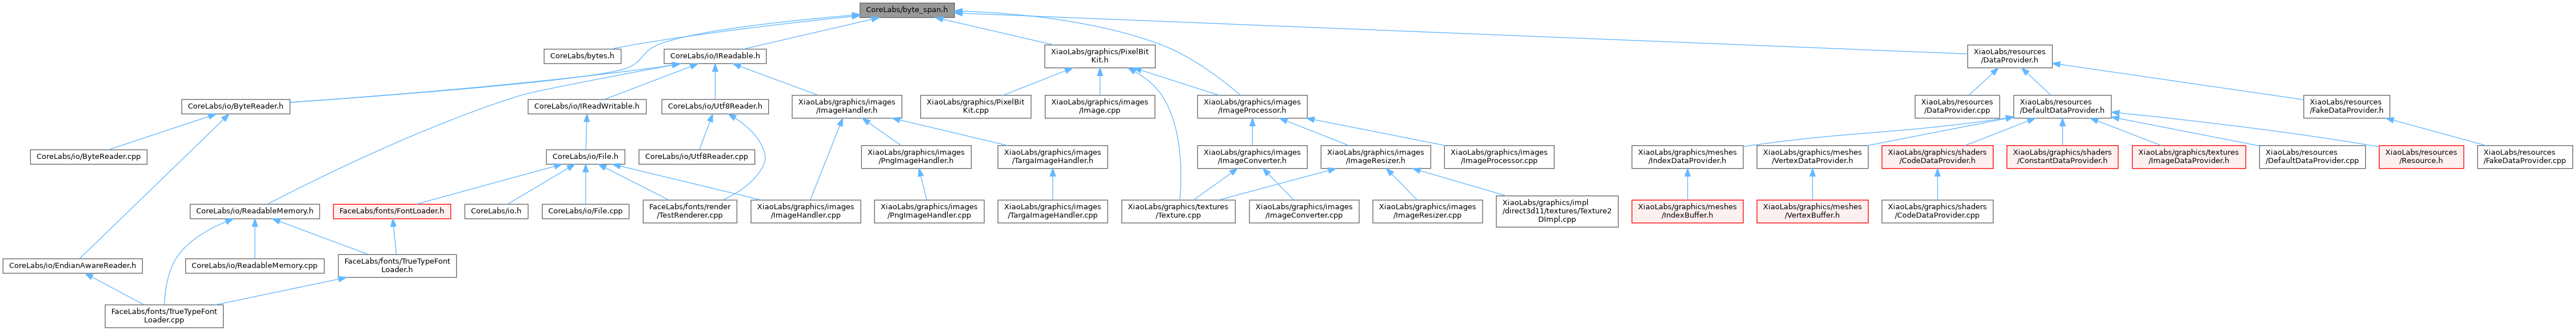 CoreLabs/byte_span.h
CoreLabs/bytes.h
CoreLabs/io/IReadable.h
XiaoLabs/graphics/PixelBit
Kit.h
XiaoLabs/resources
/DataProvider.h
CoreLabs/io/ByteReader.h
CoreLabs/io/IReadWritable.h
CoreLabs/io/Utf8Reader.h
XiaoLabs/graphics/images
/ImageHandler.h
XiaoLabs/graphics/PixelBit
Kit.cpp
XiaoLabs/graphics/images
/Image.cpp
XiaoLabs/graphics/images
/ImageProcessor.h
XiaoLabs/resources
/DataProvider.cpp
XiaoLabs/resources
/DefaultDataProvider.h
XiaoLabs/resources
/FakeDataProvider.h
CoreLabs/io/ByteReader.cpp
CoreLabs/io/File.h
CoreLabs/io/Utf8Reader.cpp
XiaoLabs/graphics/images
/PngImageHandler.h
XiaoLabs/graphics/images
/TargaImageHandler.h
XiaoLabs/graphics/images
/ImageConverter.h
XiaoLabs/graphics/images
/ImageResizer.h
XiaoLabs/graphics/images
/ImageProcessor.cpp
XiaoLabs/graphics/meshes
/IndexDataProvider.h
XiaoLabs/graphics/meshes
/VertexDataProvider.h
XiaoLabs/graphics/shaders
/CodeDataProvider.h
XiaoLabs/graphics/shaders
/ConstantDataProvider.h
XiaoLabs/graphics/textures
/ImageDataProvider.h
XiaoLabs/resources
/DefaultDataProvider.cpp
XiaoLabs/resources
/Resource.h
XiaoLabs/resources
/FakeDataProvider.cpp
CoreLabs/io/ReadableMemory.h
FaceLabs/fonts/FontLoader.h
CoreLabs/io.h
CoreLabs/io/File.cpp
FaceLabs/fonts/render
/TestRenderer.cpp
XiaoLabs/graphics/images
/ImageHandler.cpp
XiaoLabs/graphics/images
/PngImageHandler.cpp
XiaoLabs/graphics/images
/TargaImageHandler.cpp
XiaoLabs/graphics/textures
/Texture.cpp
XiaoLabs/graphics/images
/ImageConverter.cpp
XiaoLabs/graphics/images
/ImageResizer.cpp
XiaoLabs/graphics/impl
/direct3d11/textures/Texture2
DImpl.cpp
XiaoLabs/graphics/meshes
/IndexBuffer.h
XiaoLabs/graphics/meshes
/VertexBuffer.h
XiaoLabs/graphics/shaders
/CodeDataProvider.cpp
CoreLabs/io/EndianAwareReader.h
CoreLabs/io/ReadableMemory.cpp
FaceLabs/fonts/TrueTypeFont
Loader.h
FaceLabs/fonts/TrueTypeFont
Loader.cpp